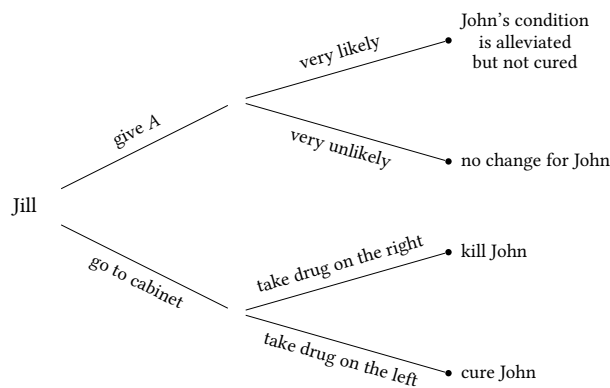 John’s condition
is alleviated
but not cured
very likely
give A
very unlikely
no change for John
Jill
take drug on the right
kill John
go to cabinet
take drug on the left
cure John